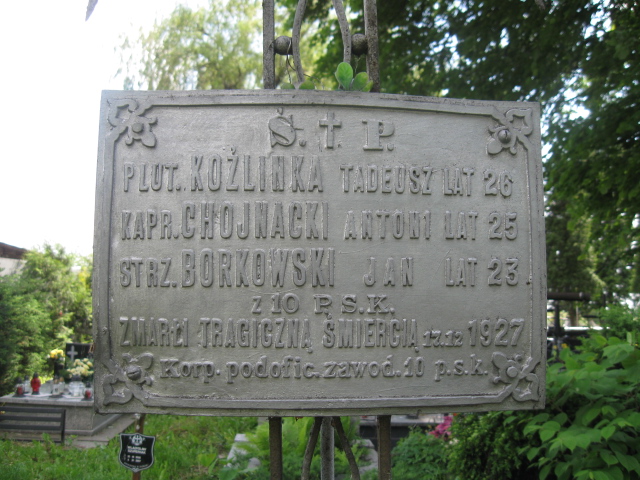 Ś. † P.
PLUT. KOŹLINKA TADEUSZ LAT 26
KAPR. CHOJNACKI ANTONI LAT 25
STRZ. BORKOWSKI JAN LAT 23
Z 10 P.S.K.
ZMARLI TRAGICZNĄ ŚMIERCIĄ 17.12 1927
Korp. podofic. zawod. 10 p.s.k.